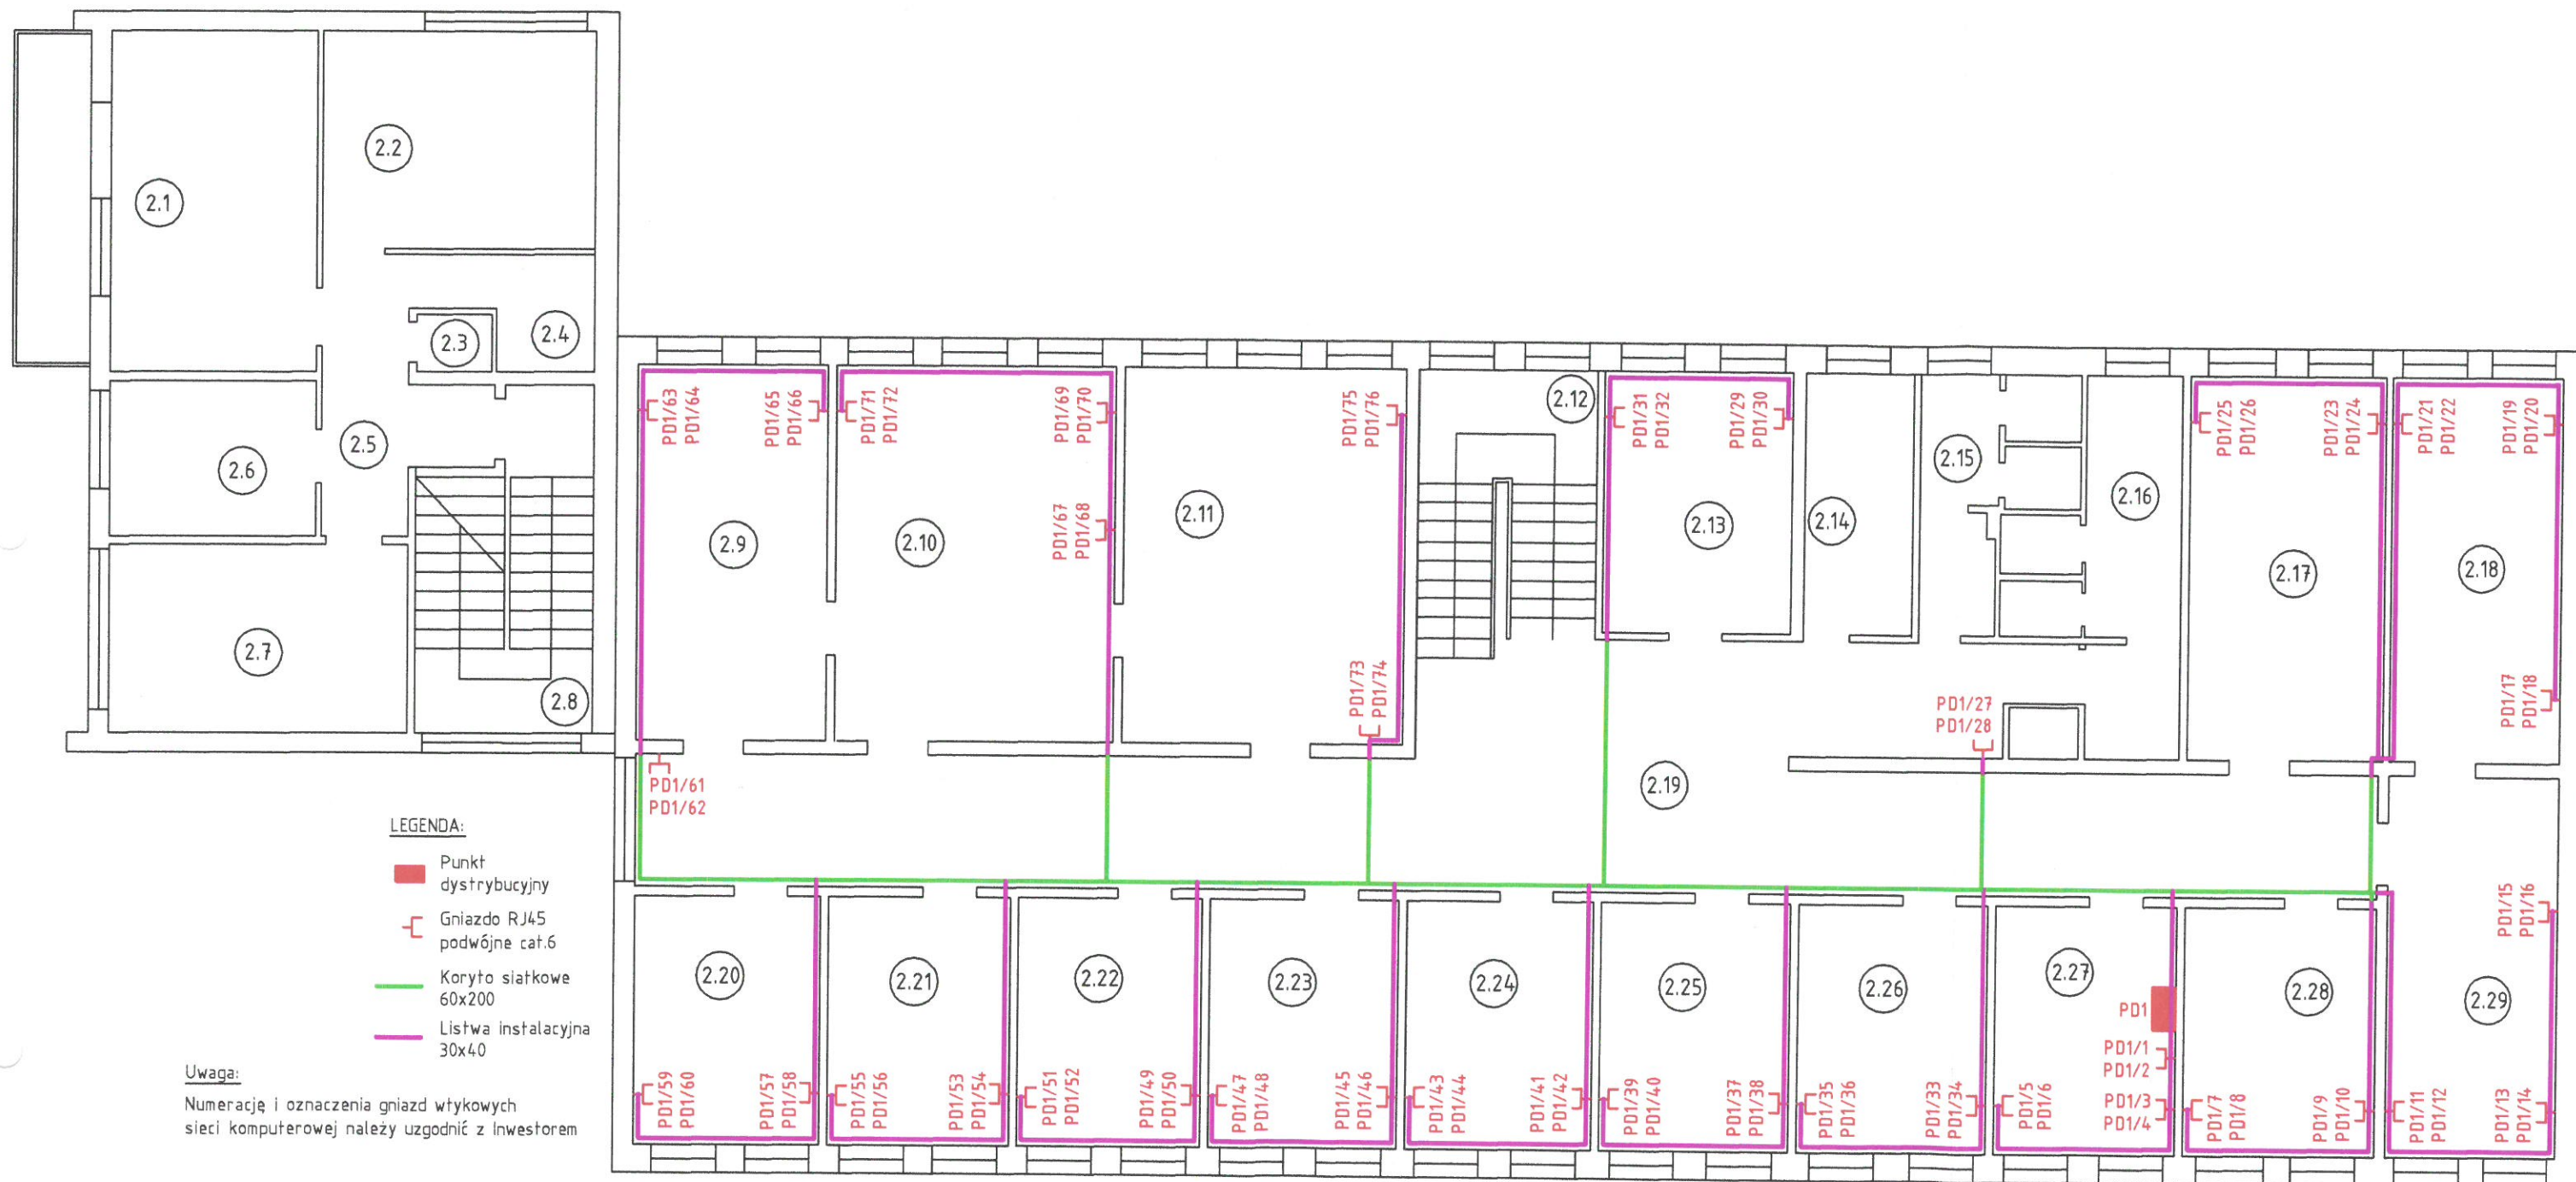 2.1
2.2
2.3
2.4
2.5
2.6
2.7
2.8
2.9
2.10
2.11
2.12
2.13
2.14
2.15
2.16
2.17
2.18
2.19
2.20
2.21
2.22
2.23
2.24
2.25
2.26
2.27
2.28
2.29
PD1/63
PD1/64
PD1/65
PD1/66
PD1/71
PD1/72
PD1/69
PD1/70
PD1/67
PD1/68
PD1/75
PD1/76
PD1/73
PD1/74
PD1/31
PD1/32
PD1/29
PD1/30
PD1/25
PD1/26
PD1/23
PD1/24
PD1/21
PD1/22
PD1/19
PD1/20
PD1/17
PD1/18
PD1/27
PD1/28
PD1/61
PD1/62
PD1/15
PD1/16
PD1/59
PD1/60
PD1/57
PD1/58
PD1/55
PD1/56
PD1/53
PD1/54
PD1/51
PD1/52
PD1/49
PD1/50
PD1/47
PD1/48
PD1/45
PD1/46
PD1/43
PD1/44
PD1/41
PD1/42
PD1/39
PD1/40
PD1/37
PD1/38
PD1/35
PD1/36
PD1/33
PD1/34
PD1/5
PD1/6
PD1
PD1/1
PD1/2
PD1/3
PD1/4
PD1/7
PD1/8
PD1/9
PD1/10
PD1/11
PD1/12
PD1/13
PD1/14
LEGENDA:
Punkt
dystrybucyjny
Gniazdo RJ45
podwójne cat.6
Koryto siatkowe
60x200
Listwa instalacyjna
30x40
Uwaga:
Numerację i oznaczenia gniazd wtykowych
sieci komputerowej należy uzgodnić z Inwestorem